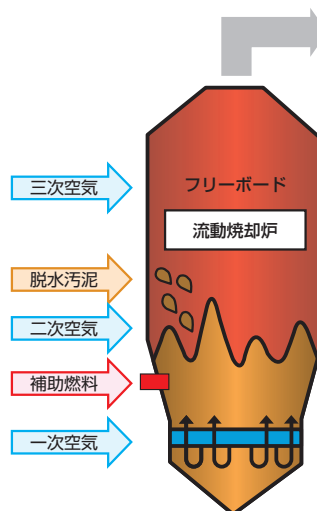 三次空気
フリーボード
流動焼却炉
脱水汚泥
二次空気
補助燃料
一次空気